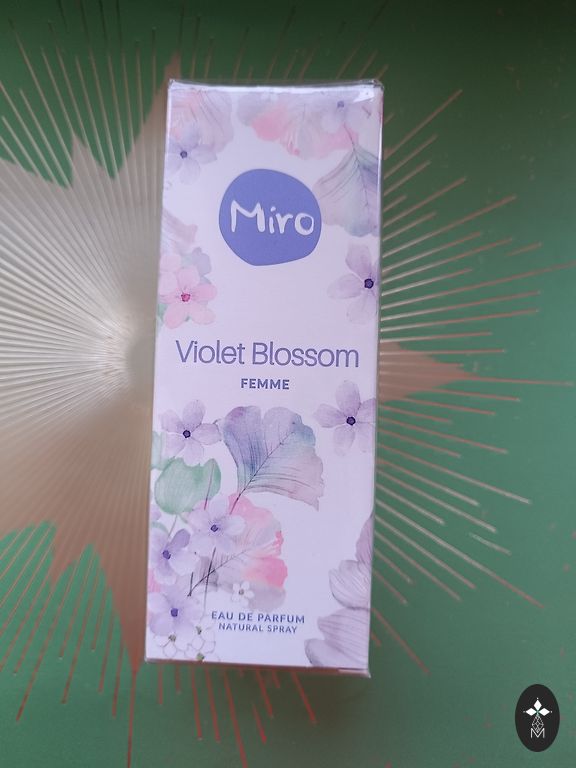 Miro
Violet Blossom
FEMME
EAU DE PARFUM
NATURAL SPRAY
M